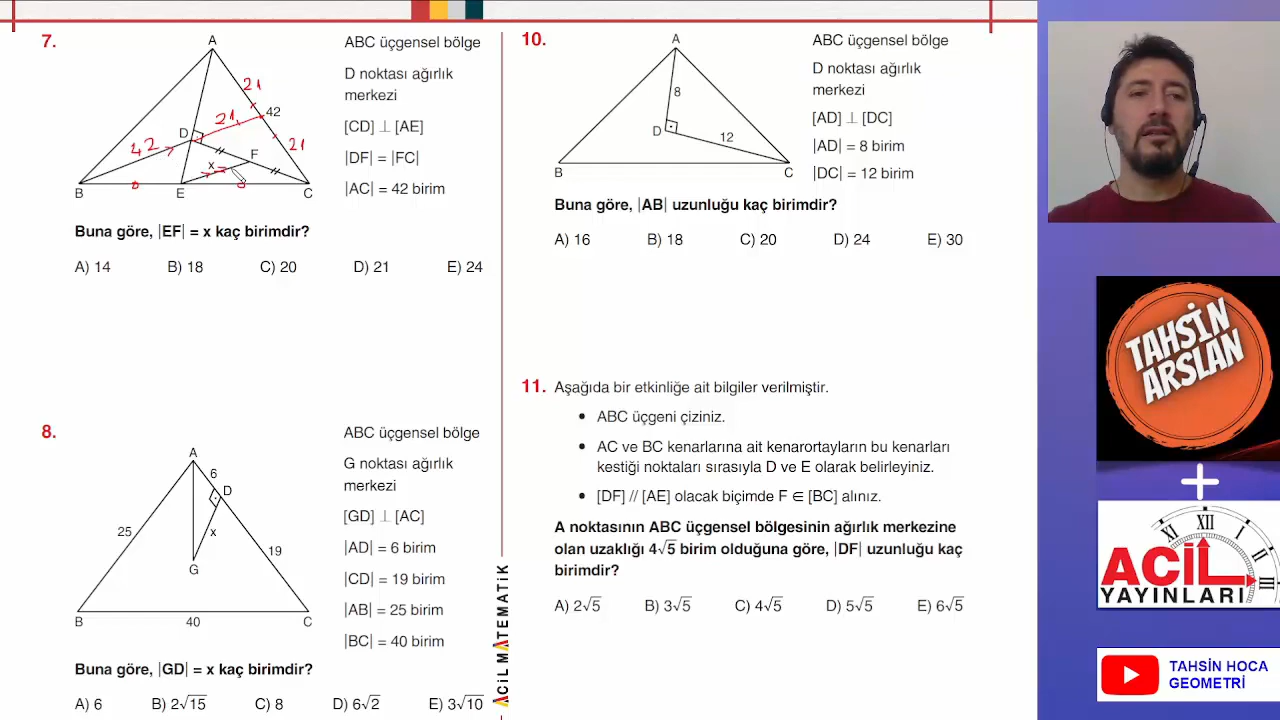 7.
A
B
E
C
D
F
x
42
21
21
21
42
ABC üçgensel bölge
D noktası ağırlık
merkezi
[CD] ⊥ [AE]
|DF| = |FC|
|AC| = 42 birim
Buna göre, |EF| = x kaç birimdir?
A) 14 B) 18 C) 20 D) 21 E) 24
8.
A
6
D
25
x
19
G
B
40
C
ABC üçgensel bölge
G noktası ağırlık
merkezi
[GD] ⊥ [AC]
|AD| = 6 birim
|CD| = 19 birim
|AB| = 25 birim
|BC| = 40 birim
Buna göre, |GD| = x kaç birimdir?
A) 6 B) 2√15 C) 8 D) 6√2 E) 3√10
ACİL MATEMATİK
10.
A
8
D
12
B
C
ABC üçgensel bölge
D noktası ağırlık
merkezi
[AD] ⊥ [DC]
|AD| = 8 birim
|DC| = 12 birim
Buna göre, |AB| uzunluğu kaç birimdir?
A) 16 B) 18 C) 20 D) 24 E) 30
11. Aşağıda bir etkinliğe ait bilgiler verilmiştir.
• ABC üçgeni çiziniz.
• AC ve BC kenarlarına ait kenarortayların bu kenarları
kestiği noktaları sırasıyla D ve E olarak belirleyiniz.
• [DF] // [AE] olacak biçimde F ∈ [BC] alınız.
A noktasının ABC üçgensel bölgesinin ağırlık merkezine
olan uzaklığı 4√5 birim olduğuna göre, |DF| uzunluğu kaç
birimdir?
A) 2√5 B) 3√5 C) 4√5 D) 5√5 E) 6√5
TAHSİN
ARSLAN
+
XI XII I II III
ACİL
YAYINLARI
TAHSİN HOCA
GEOMETRİ